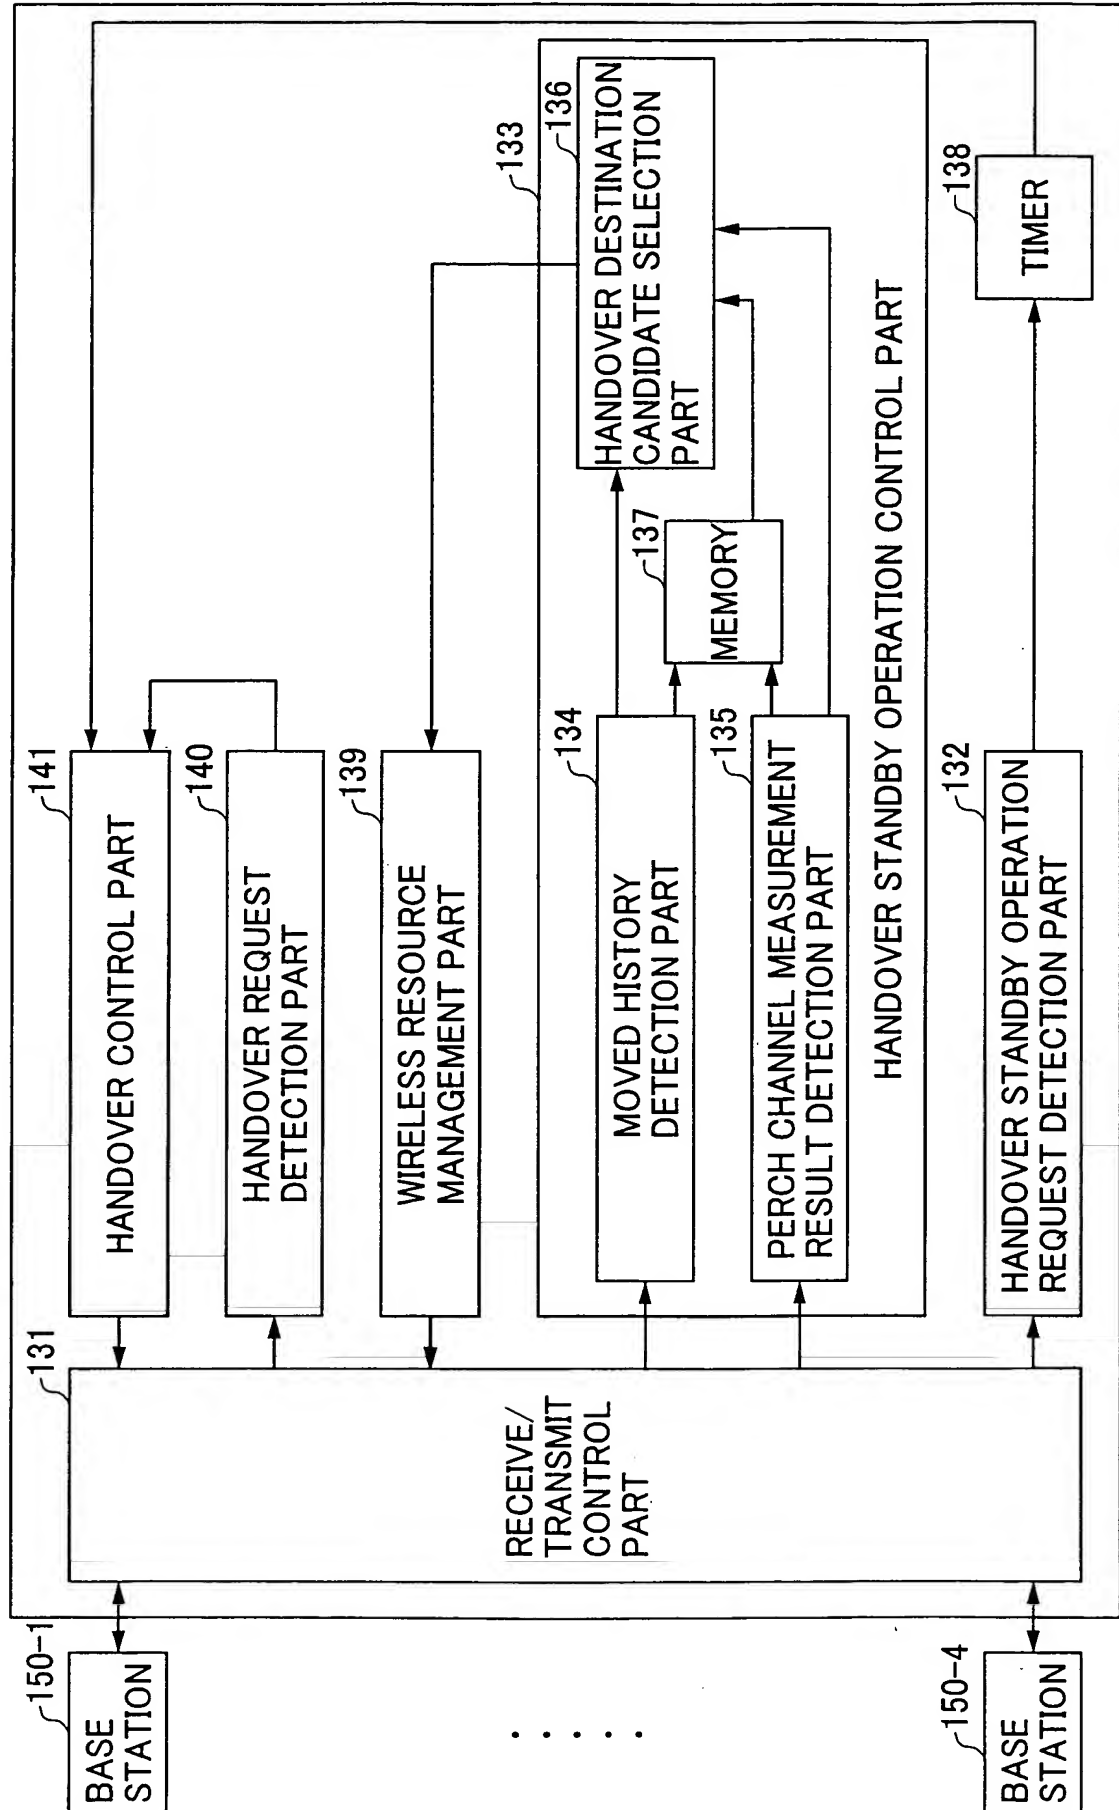 150-1
BASE
STATION
150-4
BASE
STATION
131
RECEIVE/
TRANSMIT
CONTROL
PART
141
HANDOVER CONTROL PART
140
HANDOVER REQUEST
DETECTION PART
139
WIRELESS RESOURCE
MANAGEMENT PART
133
134
MOVED HISTORY
DETECTION PART
135
PERCH CHANNEL MEASUREMENT
RESULT DETECTION PART
137
MEMORY
136
HANDOVER DESTINATION
CANDIDATE SELECTION
PART
HANDOVER STANDBY OPERATION CONTROL PART
132
HANDOVER STANDBY OPERATION
REQUEST DETECTION PART
138
TIMER